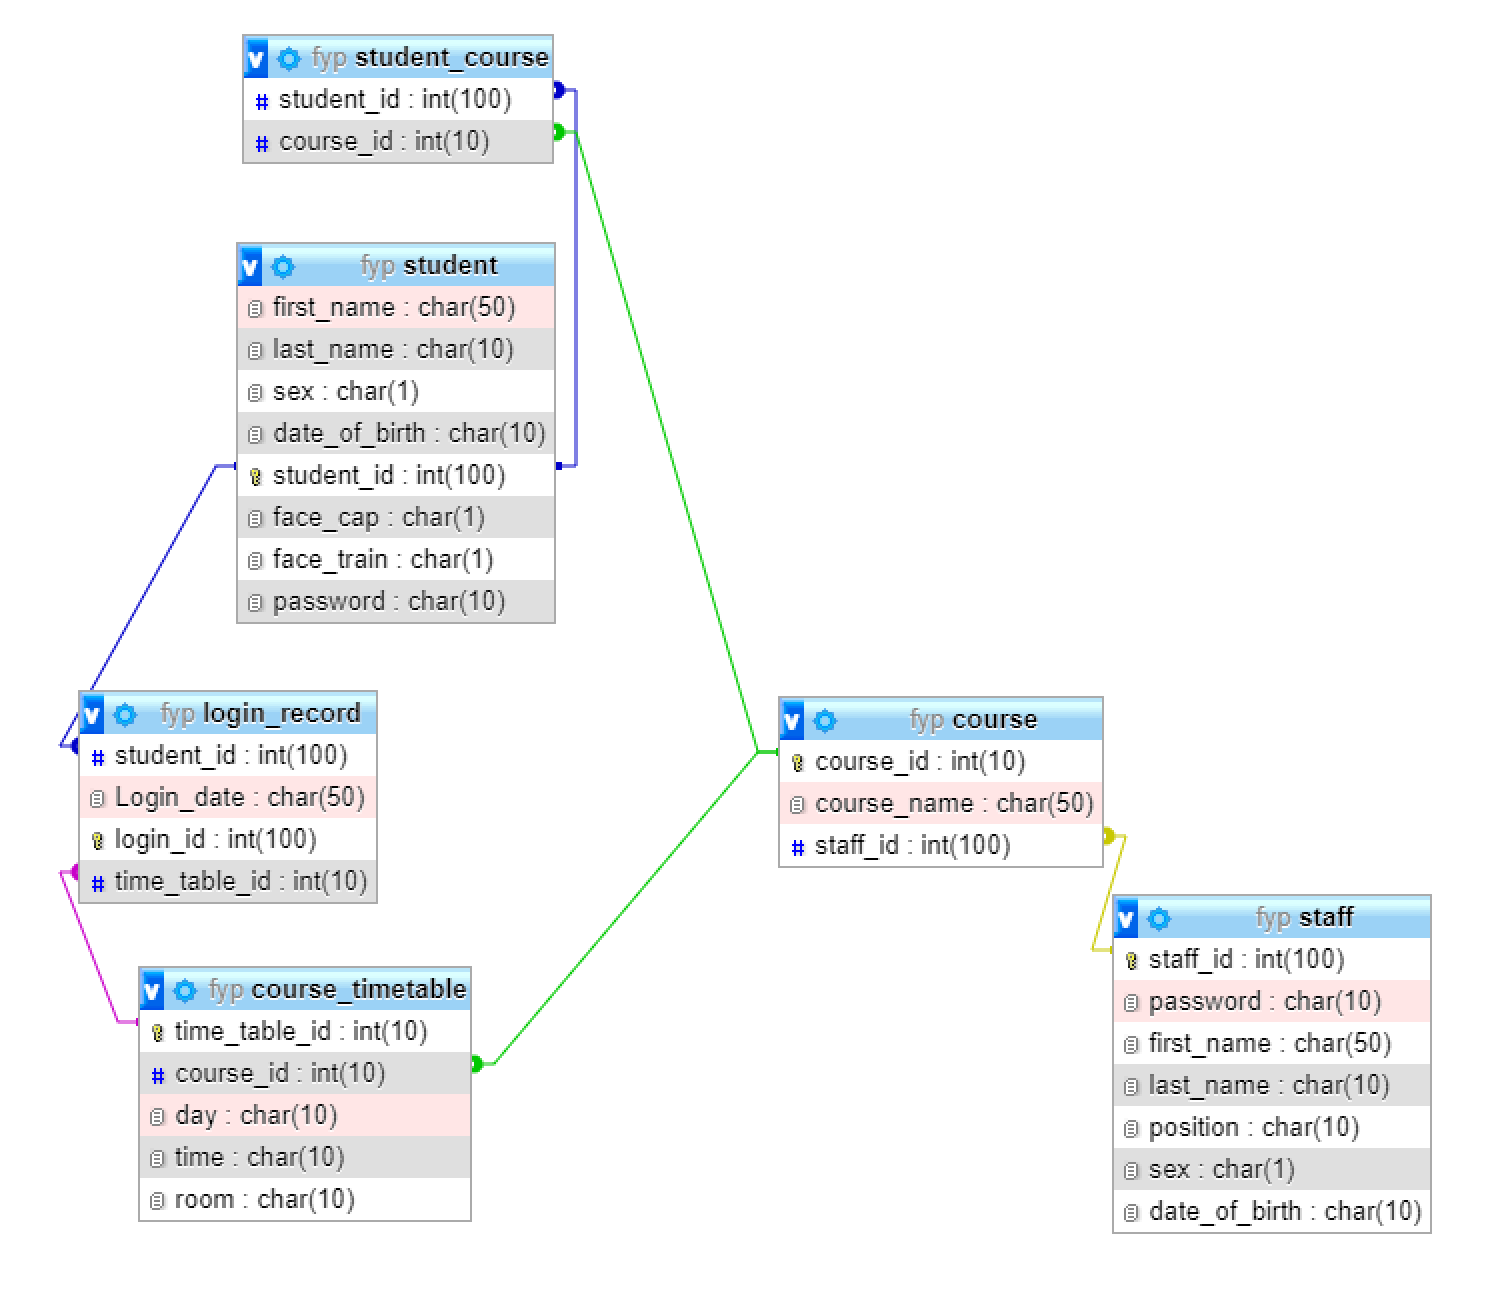 fyp student_course
# student_id : int(100)
# course_id : int(10)
fyp student
first_name : char(50)
last_name : char(10)
sex : char(1)
date_of_birth : char(10)
student_id : int(100)
face_cap : char(1)
face_train : char(1)
password : char(10)
fyp login_record
# student_id : int(100)
Login_date : char(50)
login_id : int(100)
# time_table_id : int(10)
fyp course_timetable
time_table_id : int(10)
# course_id : int(10)
day : char(10)
time : char(10)
room : char(10)
fyp course
course_id : int(10)
course_name : char(50)
# staff_id : int(100)
fyp staff
staff_id : int(100)
password : char(10)
first_name : char(50)
last_name : char(10)
position : char(10)
sex : char(1)
date_of_birth : char(10)